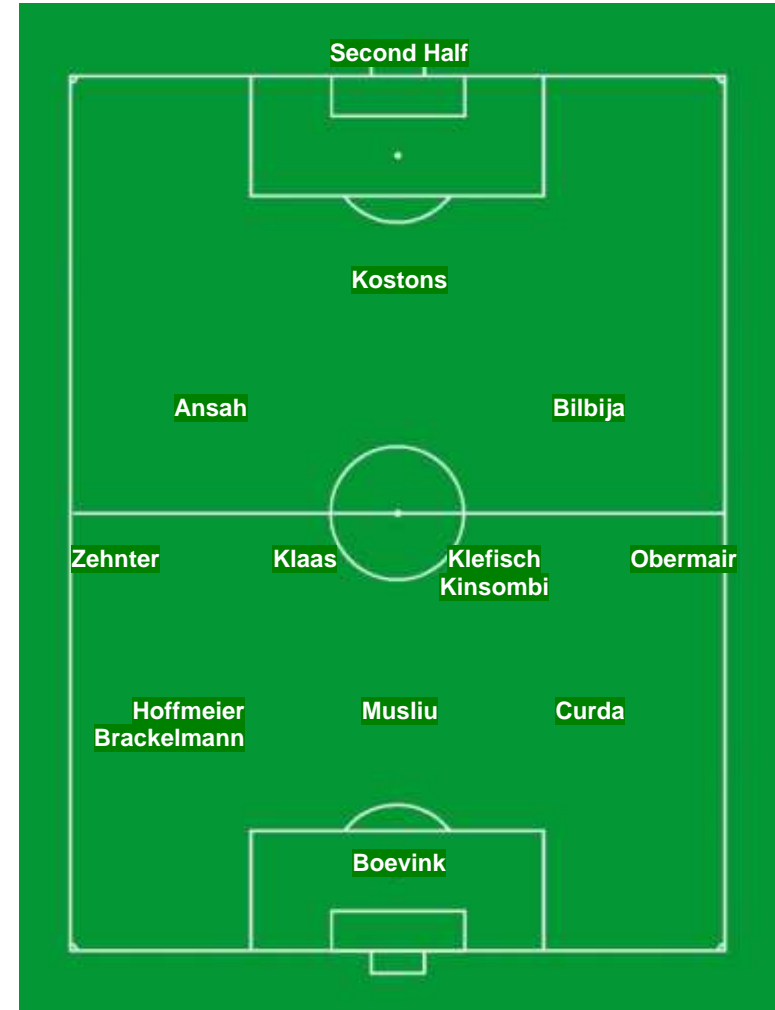 Second Half
Kostons
Ansah Bilbija
Zehnter Klaas Klefisch Obermair
Kinsombi
Hoffmeier Musliu Curda
Brackelmann
Boevink